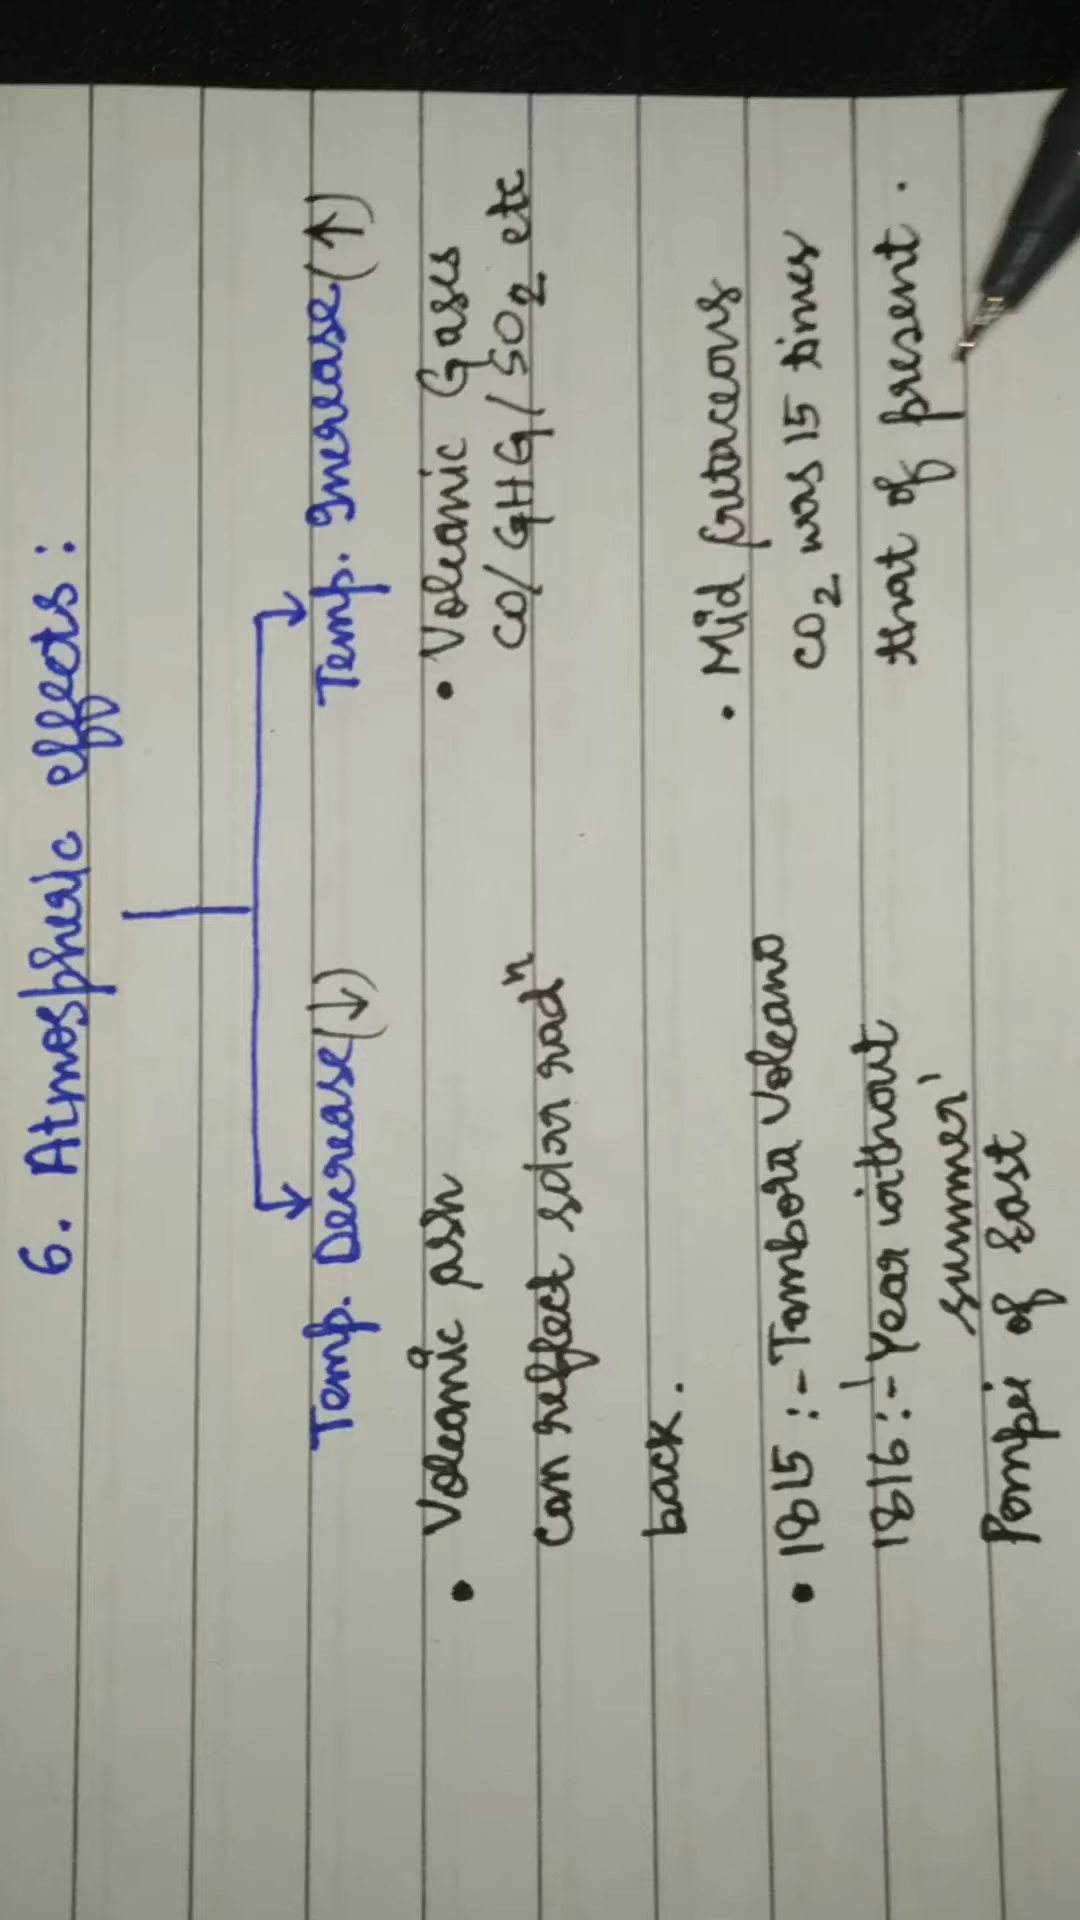 6. Atmospheric effects:
Temp. Decrease (↓)
• Volcanic ash
can reflect solar radⁿ
back.
• 1815 :- Tambora Volcano
1816 :- 'Year without
summer'
Pompei of East
Temp. Increase (↑)
• Volcanic Gases
CO/GHG/SO₂ etc
• Mid Cretaceous
CO₂ was 15 times
that of present.